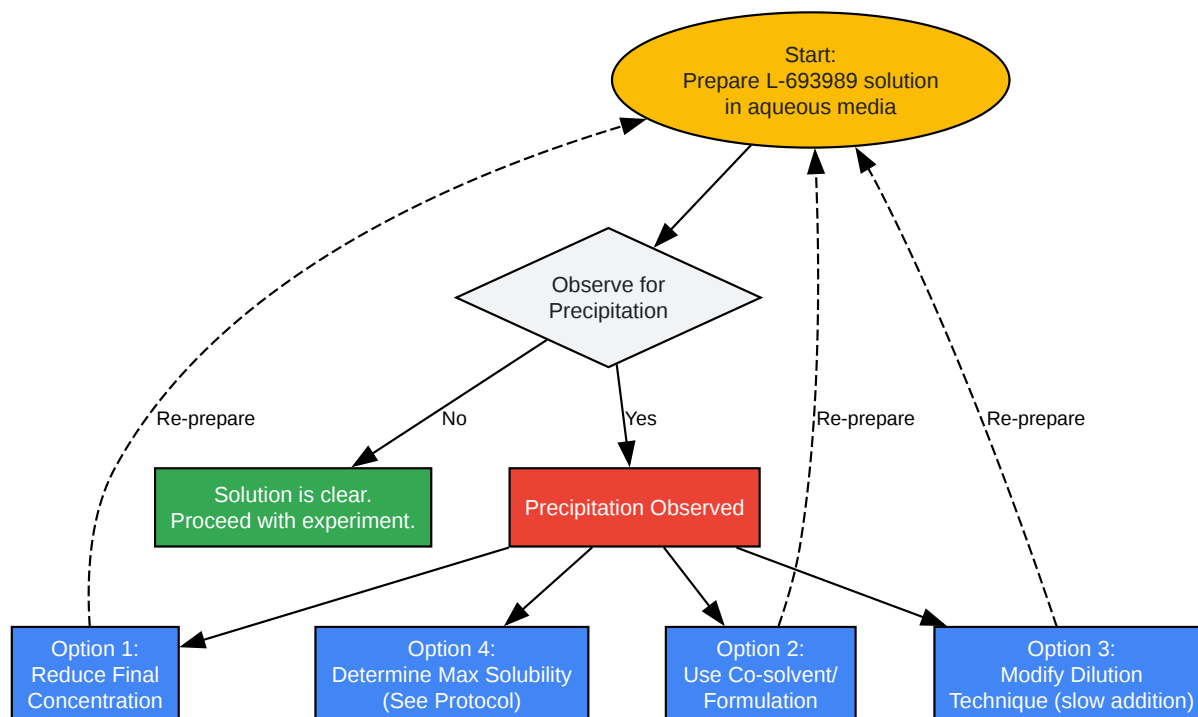 Start:
Prepare L-693989 solution
in aqueous media
Observe for
Precipitation
Re-prepare
No
Yes
Re-prepare
Re-prepare
Solution is clear.
Proceed with experiment.
Precipitation Observed
Option 1:
Reduce Final
Concentration
Option 4:
Determine Max Solubility
(See Protocol)
Option 2:
Use Co-solvent/
Formulation
Option 3:
Modify Dilution
Technique (slow addition)